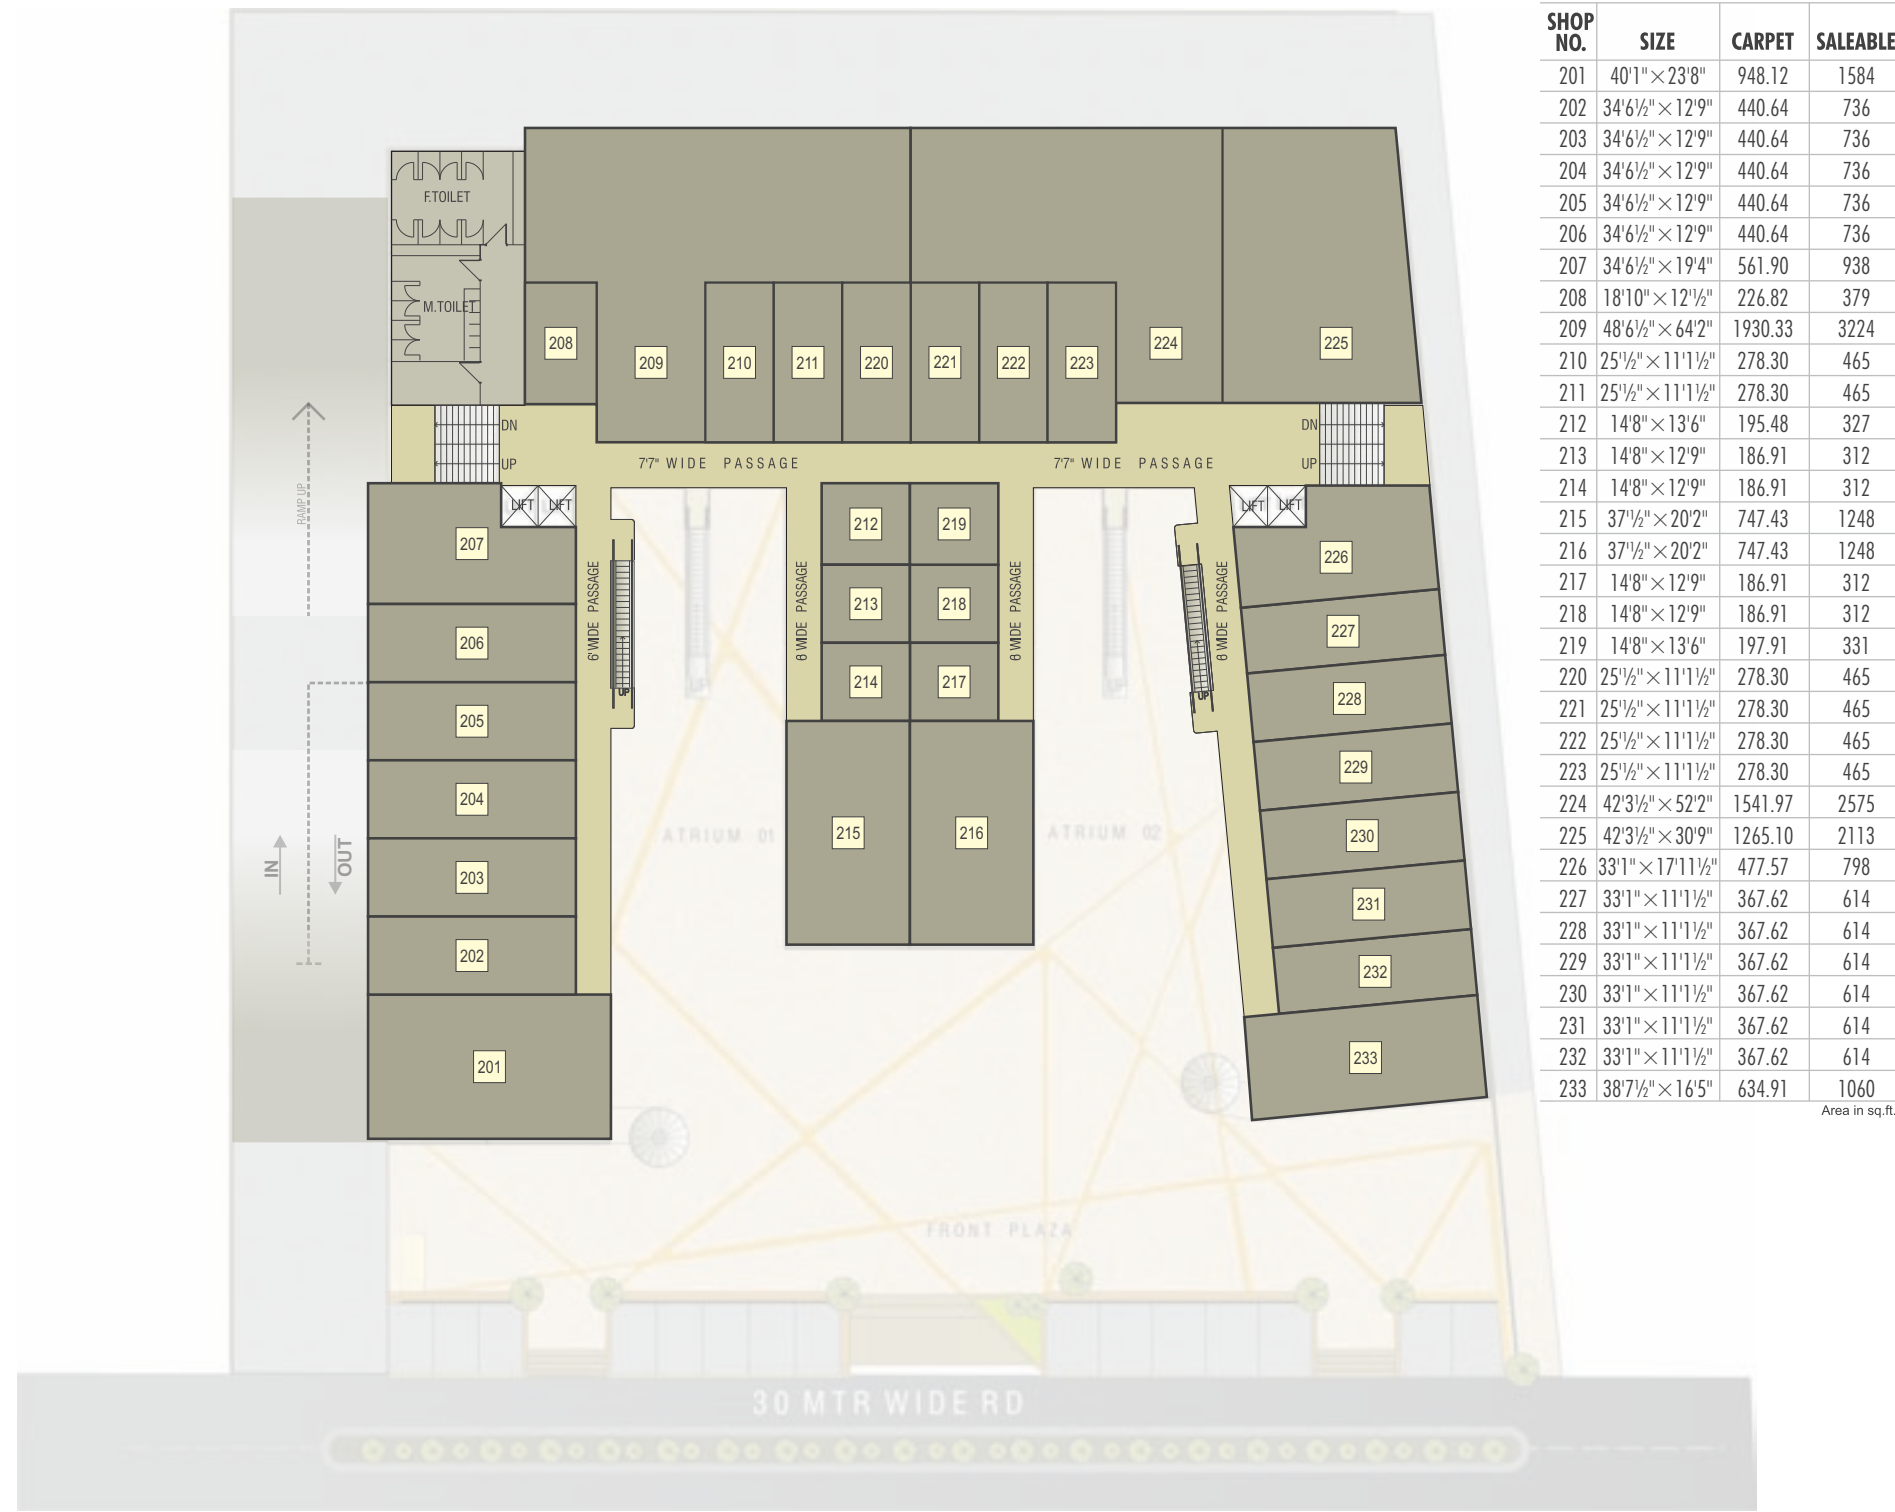 SHOP NO. SIZE CARPET SALEABLE
201 40'1"×23'8" 948.12 1584
202 34'6½"×12'9" 440.64 736
203 34'6½"×12'9" 440.64 736
204 34'6½"×12'9" 440.64 736
205 34'6½"×12'9" 440.64 736
206 34'6½"×12'9" 440.64 736
207 34'6½"×19'4" 561.90 938
208 18'10"×12'½" 226.82 379
209 48'6½"×64'2" 1930.33 3224
210 25'½"×11'1½" 278.30 465
211 25'½"×11'1½" 278.30 465
212 14'8"×13'6" 195.48 327
213 14'8"×12'9" 186.91 312
214 14'8"×12'9" 186.91 312
215 37'½"×20'2" 747.43 1248
216 37'½"×20'2" 747.43 1248
217 14'8"×12'9" 186.91 312
218 14'8"×12'9" 186.91 312
219 14'8"×13'6" 197.91 331
220 25'½"×11'1½" 278.30 465
221 25'½"×11'1½" 278.30 465
222 25'½"×11'1½" 278.30 465
223 25'½"×11'1½" 278.30 465
224 42'3½"×52'2" 1541.97 2575
225 42'3½"×30'9" 1265.10 2113
226 33'1"×17'11½" 477.57 798
227 33'1"×11'1½" 367.62 614
228 33'1"×11'1½" 367.62 614
229 33'1"×11'1½" 367.62 614
230 33'1"×11'1½" 367.62 614
231 33'1"×11'1½" 367.62 614
232 33'1"×11'1½" 367.62 614
233 38'7½"×16'5" 634.91 1060
Area in sq.ft.
F.TOILET
M.TOILET
208
209
210
211
220
221
222
223
224
225
DN
UP
7'7" WIDE PASSAGE
7'7" WIDE PASSAGE
DN
UP
LIFT
LIFT
LIFT
LIFT
RAMP UP
207
206
205
204
203
202
201
6'WIDE PASSAGE
UP
UP
6 WIDE PASSAGE
212
219
213
218
214
217
215
216
6 WIDE PASSAGE
UP
UP
6 WIDE PASSAGE
226
227
228
229
230
231
232
233
IN
OUT
ATRIUM 01
ATRIUM 02
FRONT PLAZA
30 MTR WIDE RD